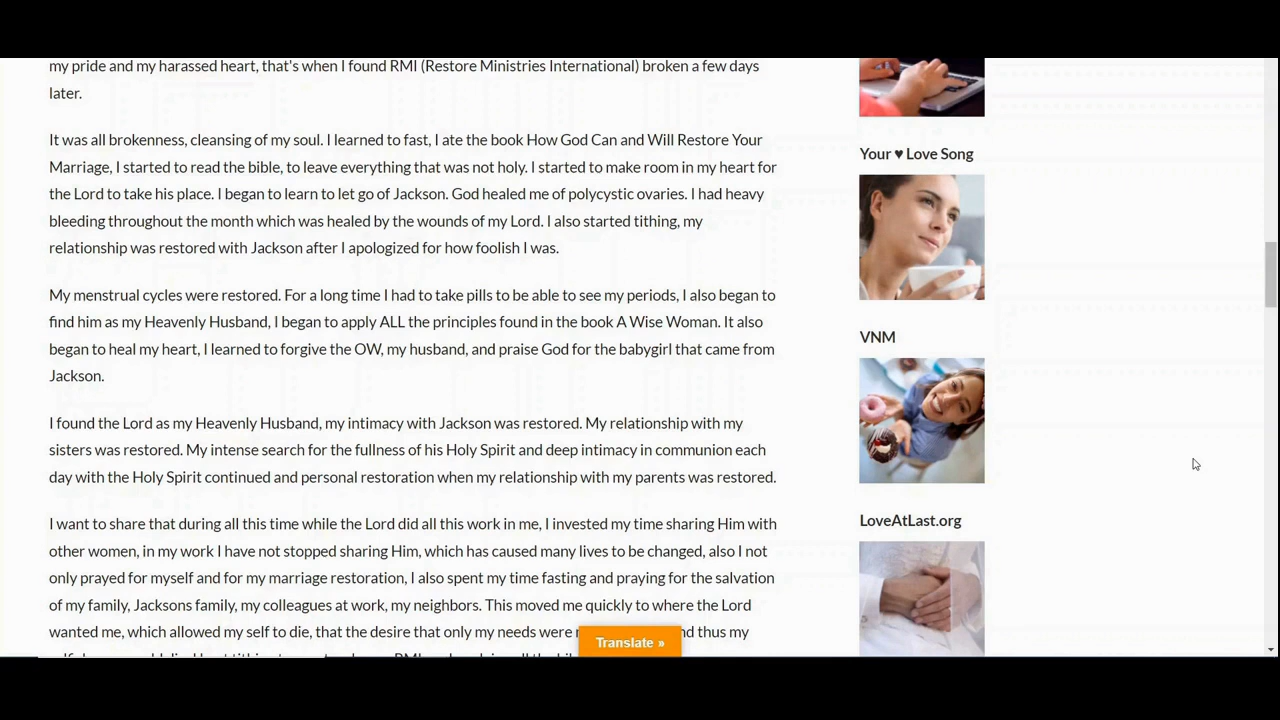 my pride and my harassed heart, that's when I found RMI (Restore Ministries International) broken a few days
later.
It was all brokenness, cleansing of my soul. I learned to fast, I ate the book How God Can and Will Restore Your
Marriage, I started to read the bible, to leave everything that was not holy. I started to make room in my heart for
the Lord to take his place. I began to learn to let go of Jackson. God healed me of polycystic ovaries. I had heavy
bleeding throughout the month which was healed by the wounds of my Lord. I also started tithing, my
relationship was restored with Jackson after I apologized for how foolish I was.
My menstrual cycles were restored. For a long time I had to take pills to be able to see my periods, I also began to
find him as my Heavenly Husband, I began to apply ALL the principles found in the book A Wise Woman. It also
began to heal my heart, I learned to forgive the OW, my husband, and praise God for the babygirl that came from
Jackson.
I found the Lord as my Heavenly Husband, my intimacy with Jackson was restored. My relationship with my
sisters was restored. My intense search for the fullness of his Holy Spirit and deep intimacy in communion each
day with the Holy Spirit continued and personal restoration when my relationship with my parents was restored.
I want to share that during all this time while the Lord did all this work in me, I invested my time sharing Him with
other women, in my work I have not stopped sharing Him, which has caused many lives to be changed, also I not
only prayed for myself and for my marriage restoration, I also spent my time fasting and praying for the salvation
of my family, Jacksons family, my colleagues at work, my neighbors. This moved me quickly to where the Lord
wanted me, which allowed my self to die, that the desire that only my needs were nd thus my
Translate »
Your ♥ Love Song
VNM
LoveAtLast.org